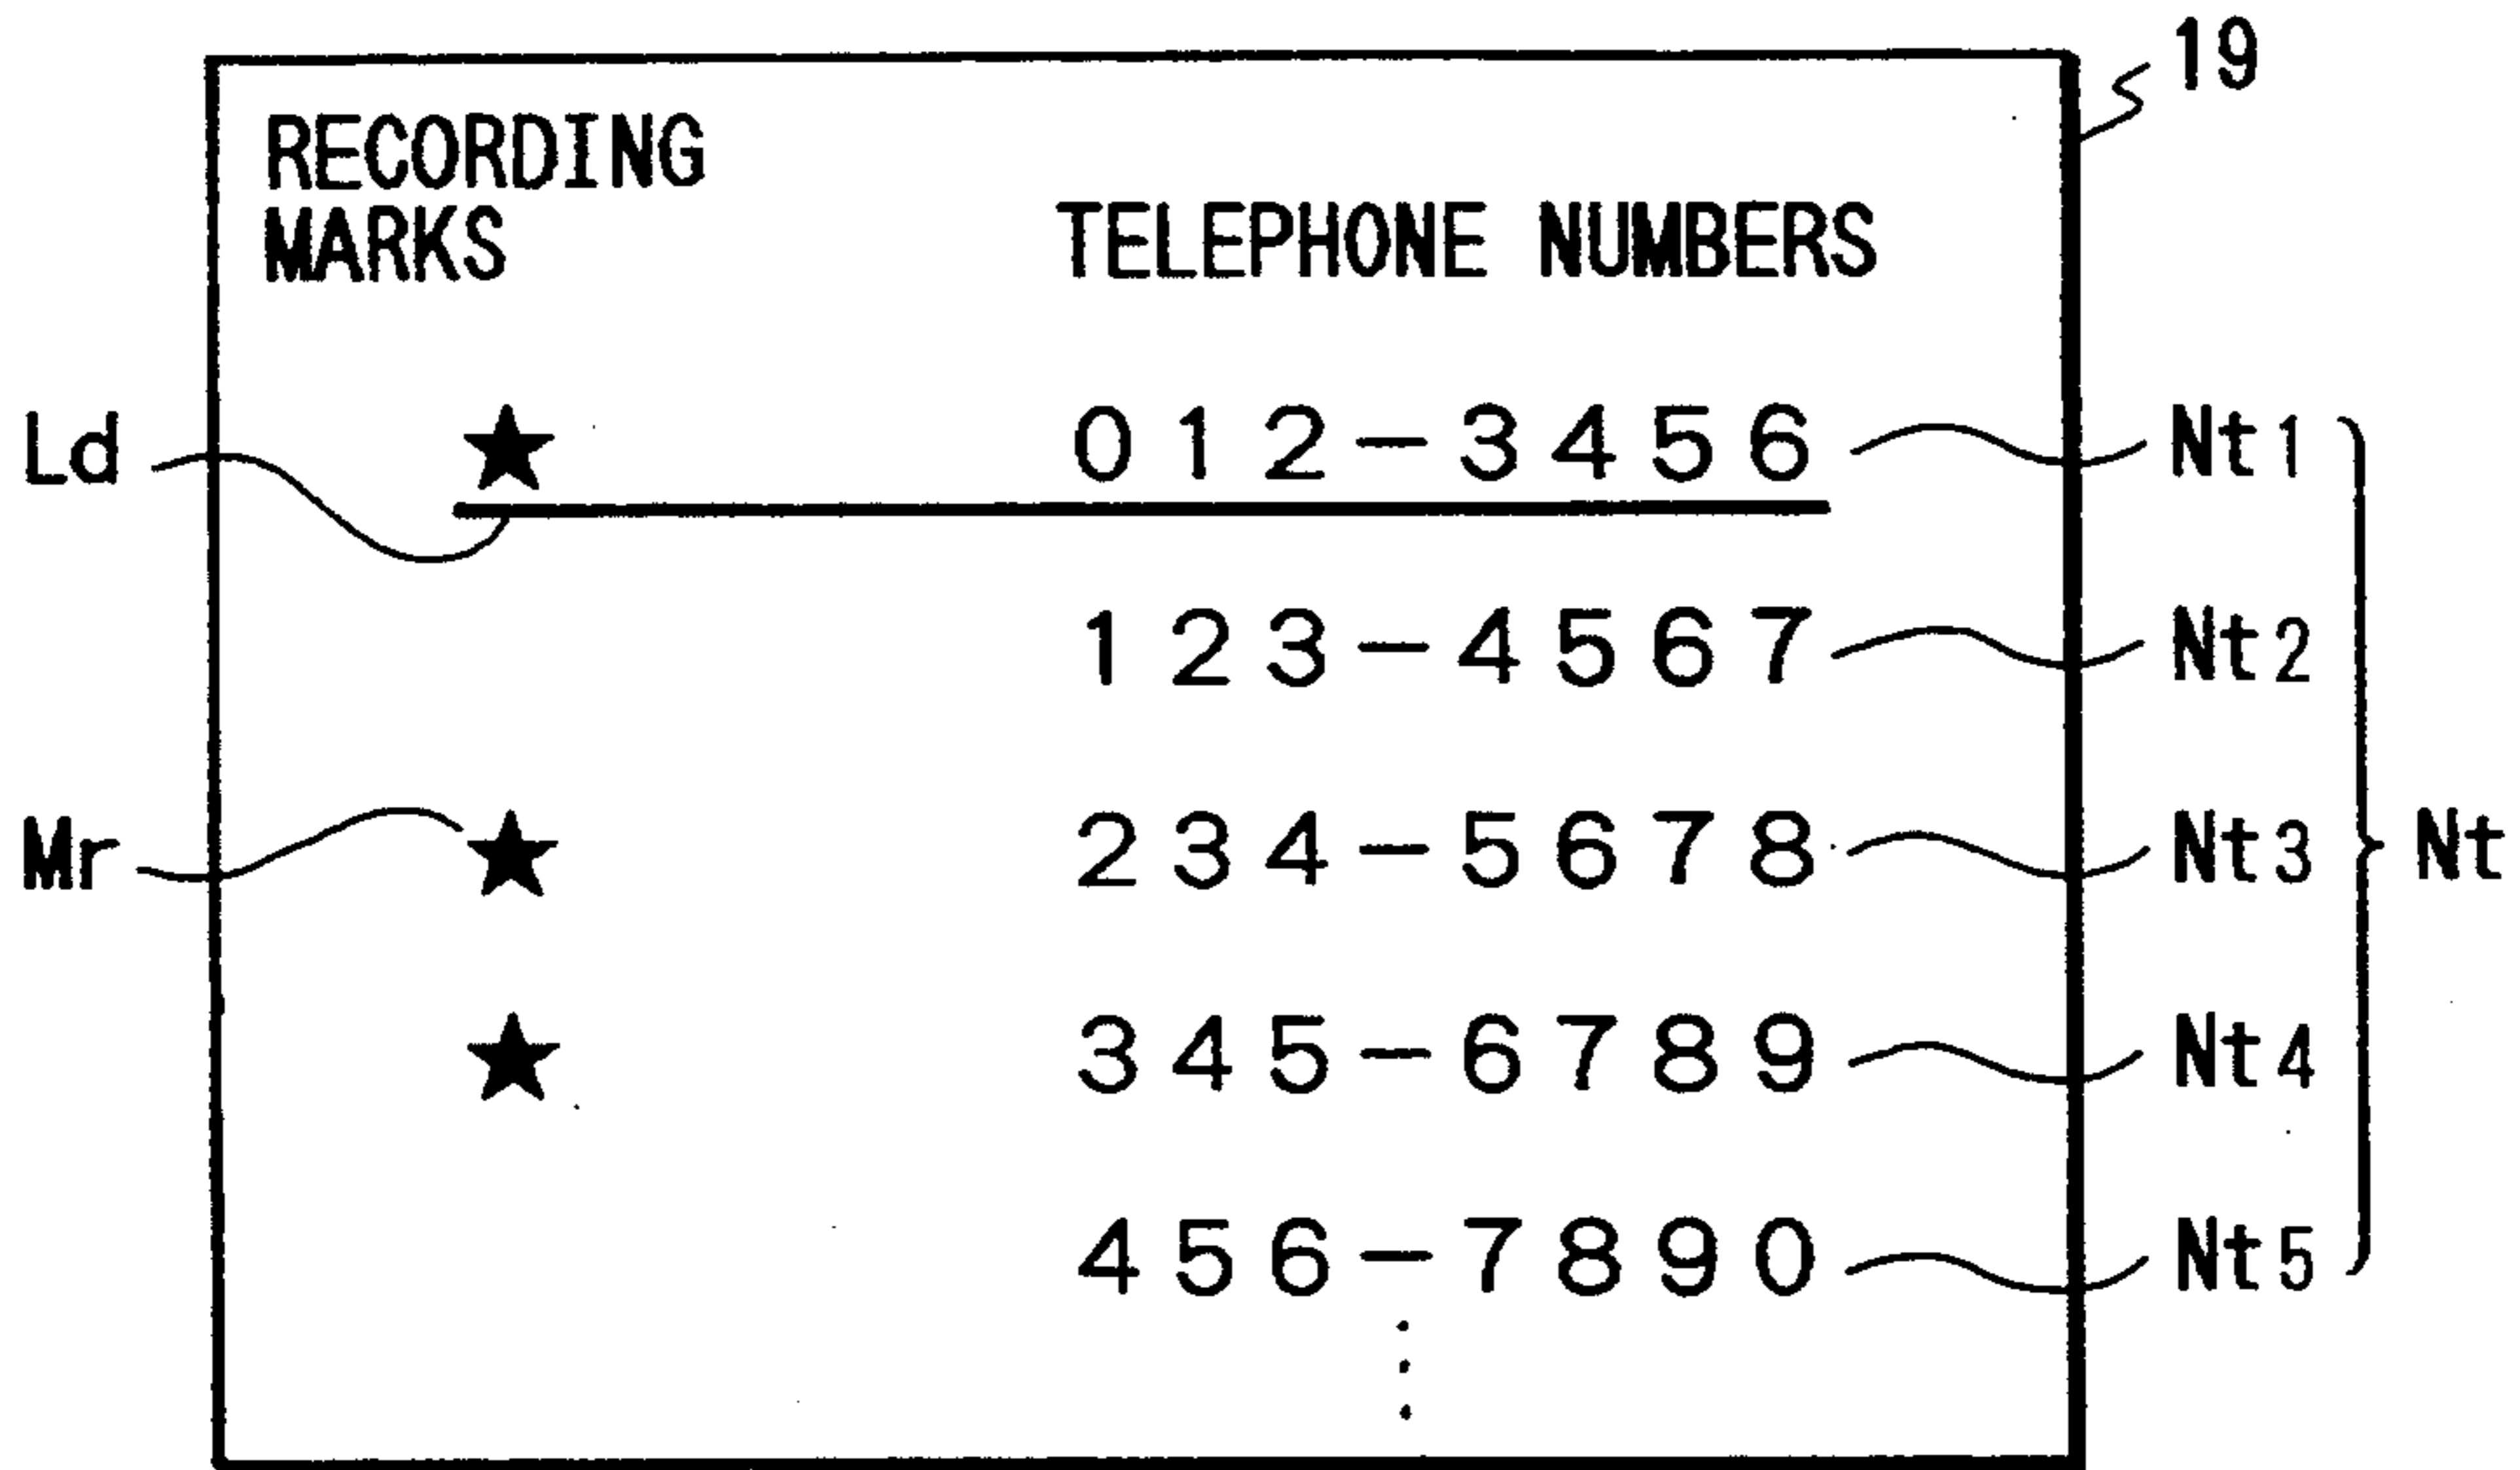 19
RECORDING
MARKS TELEPHONE NUMBERS
Ld ★ 012-3456 Nt1
123-4567 Nt2
Mr ★ 234-5678 Nt3 Nt
★ 345-6789 Nt4
456-7890 Nt5